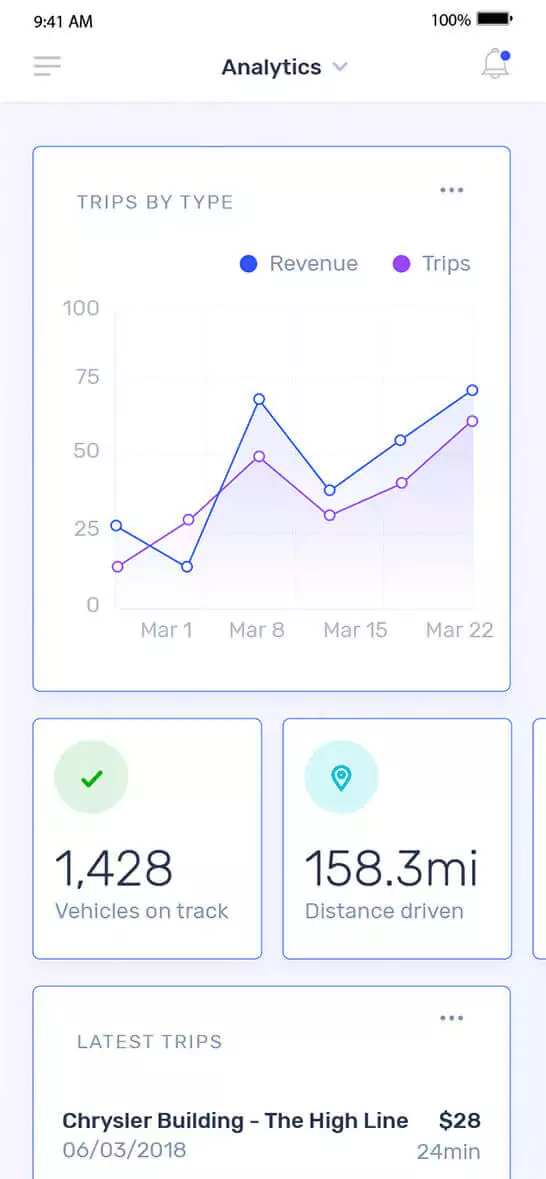 9:41 AM 100%
Analytics
TRIPS BY TYPE
Revenue Trips
100
75
50
25
0
Mar 1 Mar 8 Mar 15 Mar 22
1,428 158.3mi
Vehicles on track Distance driven
LATEST TRIPS
Chrysler Building - The High Line $28
06/03/2018 24min